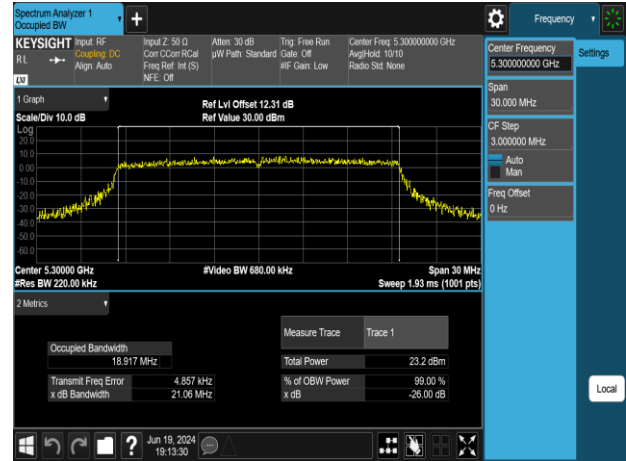 Spectrum Analyzer 1
Occupied BW
Frequency
KEYSIGHT
RL
LXI
Input: RF
Coupling: DC
Align: Auto
Input Z: 50 Ω
Corr CCorr RCal
Freq Ref: Int (S)
NFE: Off
Atten: 30 dB
µW Path: Standard
Trig: Free Run
Gate: Off
#IF Gain: Low
Center Freq: 5.300000000 GHz
Avg|Hold: 10/10
Radio Std: None
Center Frequency
5.300000000 GHz
Settings
Span
30.000 MHz
CF Step
3.000000 MHz
Auto
Man
Freq Offset
0 Hz
Local
1 Graph
Scale/Div 10.0 dB
Ref Lvl Offset 12.31 dB
Ref Value 30.00 dBm
Log
20.0
10.0
0.00
-10.0
-20.0
-30.0
-40.0
-50.0
-60.0
Center 5.30000 GHz
#Video BW 680.00 kHz
Span 30 MHz
#Res BW 220.00 kHz
Sweep 1.93 ms (1001 pts)
2 Metrics
Measure Trace Trace 1
Occupied Bandwidth
18.917 MHz
Total Power 23.2 dBm
Transmit Freq Error 4.857 kHz
% of OBW Power 99.00 %
x dB Bandwidth 21.06 MHz
x dB -26.00 dB
?
Jun 19, 2024
19:13:30